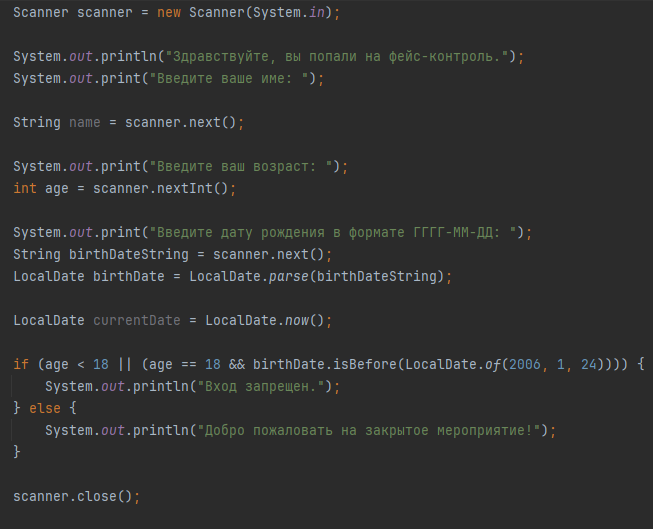 Scanner scanner = new Scanner(System.in);
System.out.println("Здравствуйте, вы попали на фейс-контроль.");
System.out.print("Введите ваше име: ");
String name = scanner.next();
System.out.print("Введите ваш возраст: ");
int age = scanner.nextInt();
System.out.print("Введите дату рождения в формате ГГГГ-ММ-ДД: ");
String birthDateString = scanner.next();
LocalDate birthDate = LocalDate.parse(birthDateString);
LocalDate currentDate = LocalDate.now();
if (age < 18 || (age == 18 && birthDate.isBefore(LocalDate.of(2006, 1, 24)))) {
    System.out.println("Вход запрещен.");
} else {
    System.out.println("Добро пожаловать на закрытое мероприятие!");
}
scanner.close();